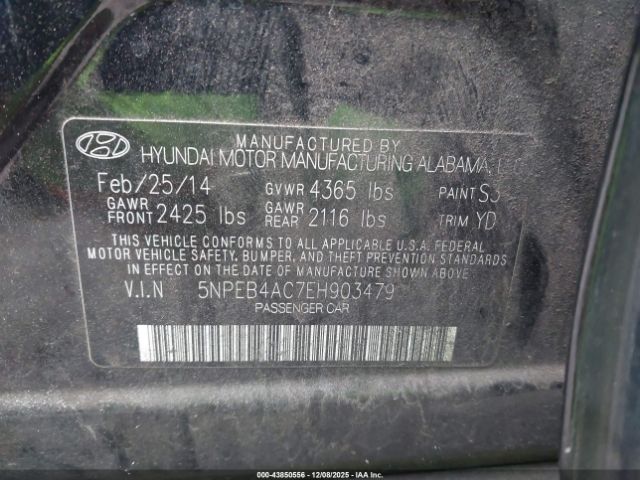 MANUFACTURED BY
HYUNDAI MOTOR MANUFACTURING ALABAMA,
Feb/25/14 GVWR 4365 lbs PAINT
GAWR FRONT 2425 lbs GAWR REAR 2116 lbs TRIM YD
THIS VEHICLE CONFORMS TO ALL APPLICABLE U.S.A. FEDERAL
MOTOR VEHICLE SAFETY, BUMPER, AND THEFT PREVENTION STANDARDS
IN EFFECT ON THE DATE OF MANUFACTURE SHOWN ABOVE.
V.I.N 5NPEB4AC7EH903479
PASSENGER CAR
000-43850556 - 12/08/2025 - IAA